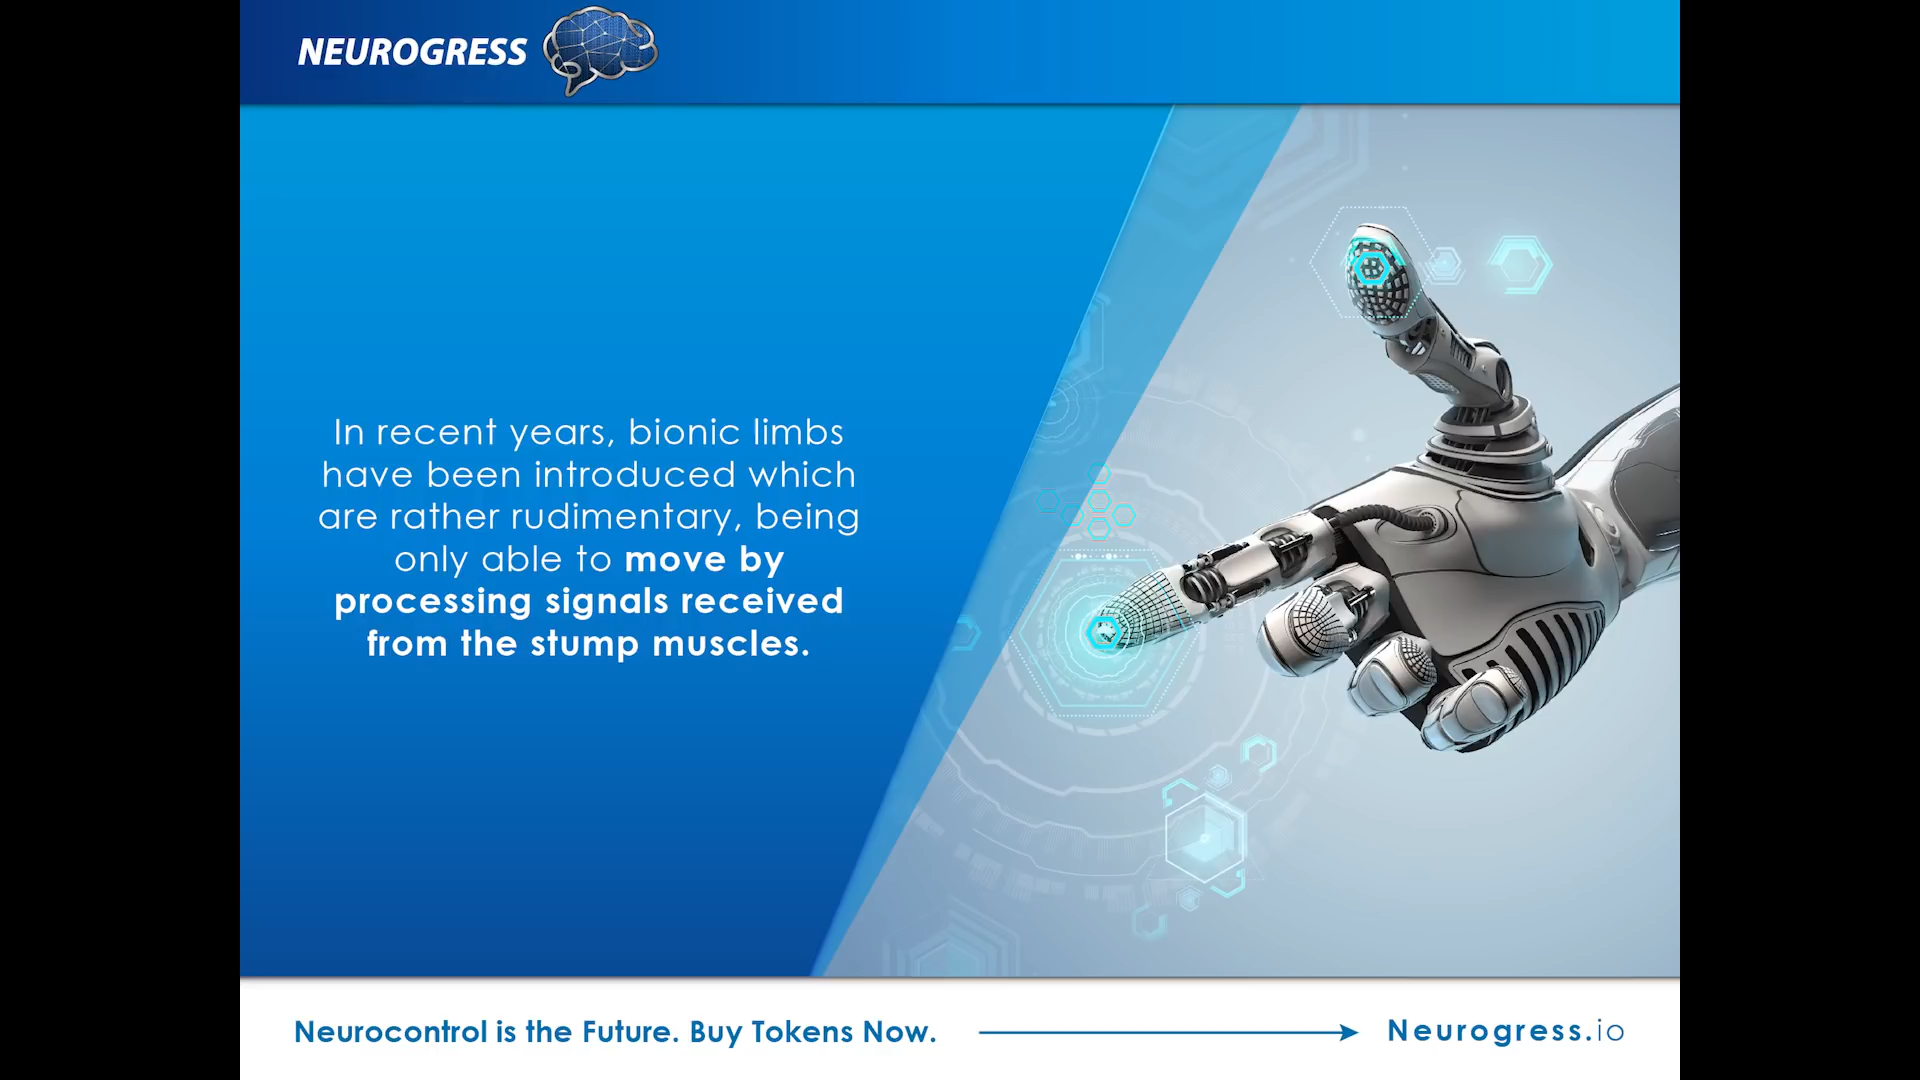 NEUROGRESS
In recent years, bionic limbs
have been introduced which
are rather rudimentary, being
only able to move by
processing signals received
from the stump muscles.
Neurocontrol is the Future. Buy Tokens Now.
Neurogress.io